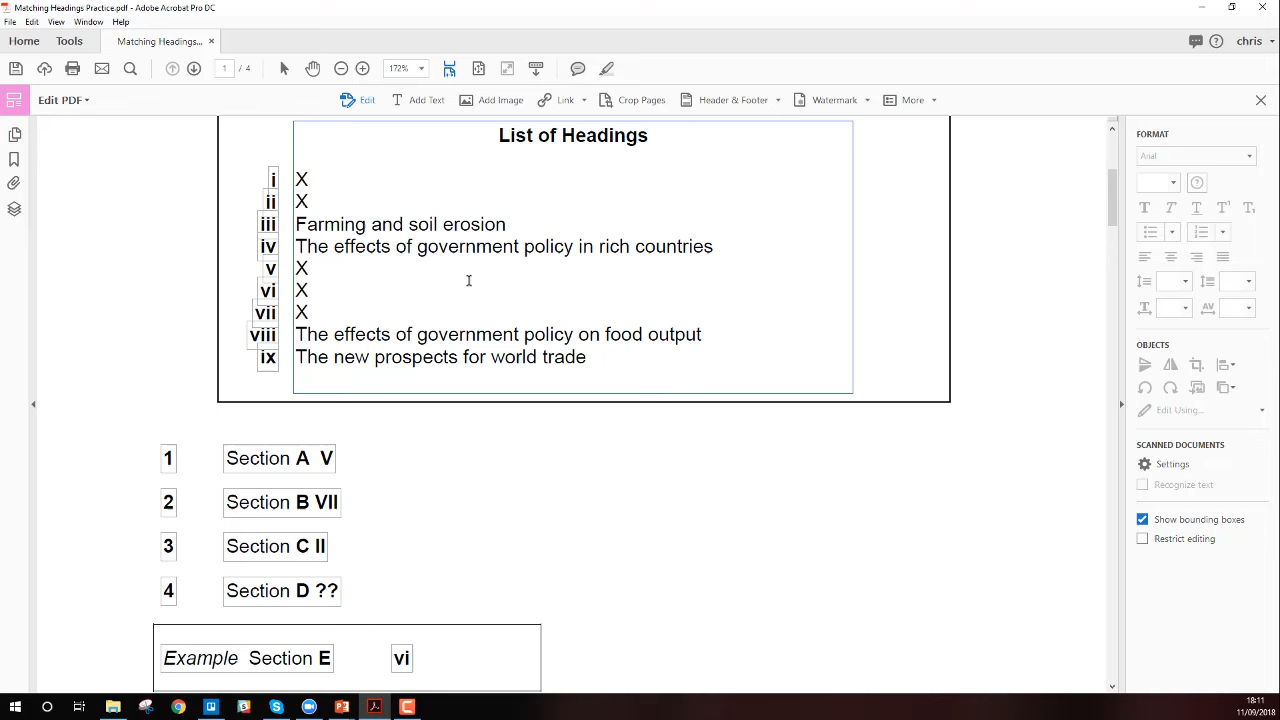 Matching Headings Practice.pdf - Adobe Acrobat Pro DC
File Edit View Window Help
Home Tools Matching Headings... × chris
1 / 4 172%
Edit PDF Edit Add Text Add Image Link Crop Pages Header & Footer Watermark More
List of Headings
i X
ii X
iii Farming and soil erosion
iv The effects of government policy in rich countries
v X
vi X
vii X
viii The effects of government policy on food output
ix The new prospects for world trade
1 Section A V
2 Section B VII
3 Section C II
4 Section D ??
Example Section E vi
FORMAT
Arial
OBJECTS
Edit Using...
SCANNED DOCUMENTS
Settings
Recognize text
Show bounding boxes
Restrict editing
18:11
11/09/2018